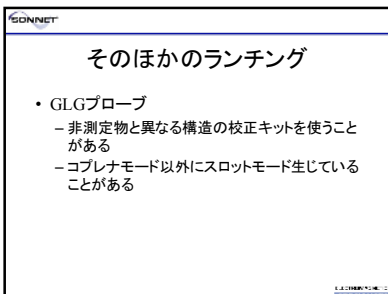 SONNET
そのほかのランチング
• GLGプローブ
– 非測定物と異なる構造の校正キットを使うこと
がある
– コプレナモード以外にスロットモード生じている
ことがある